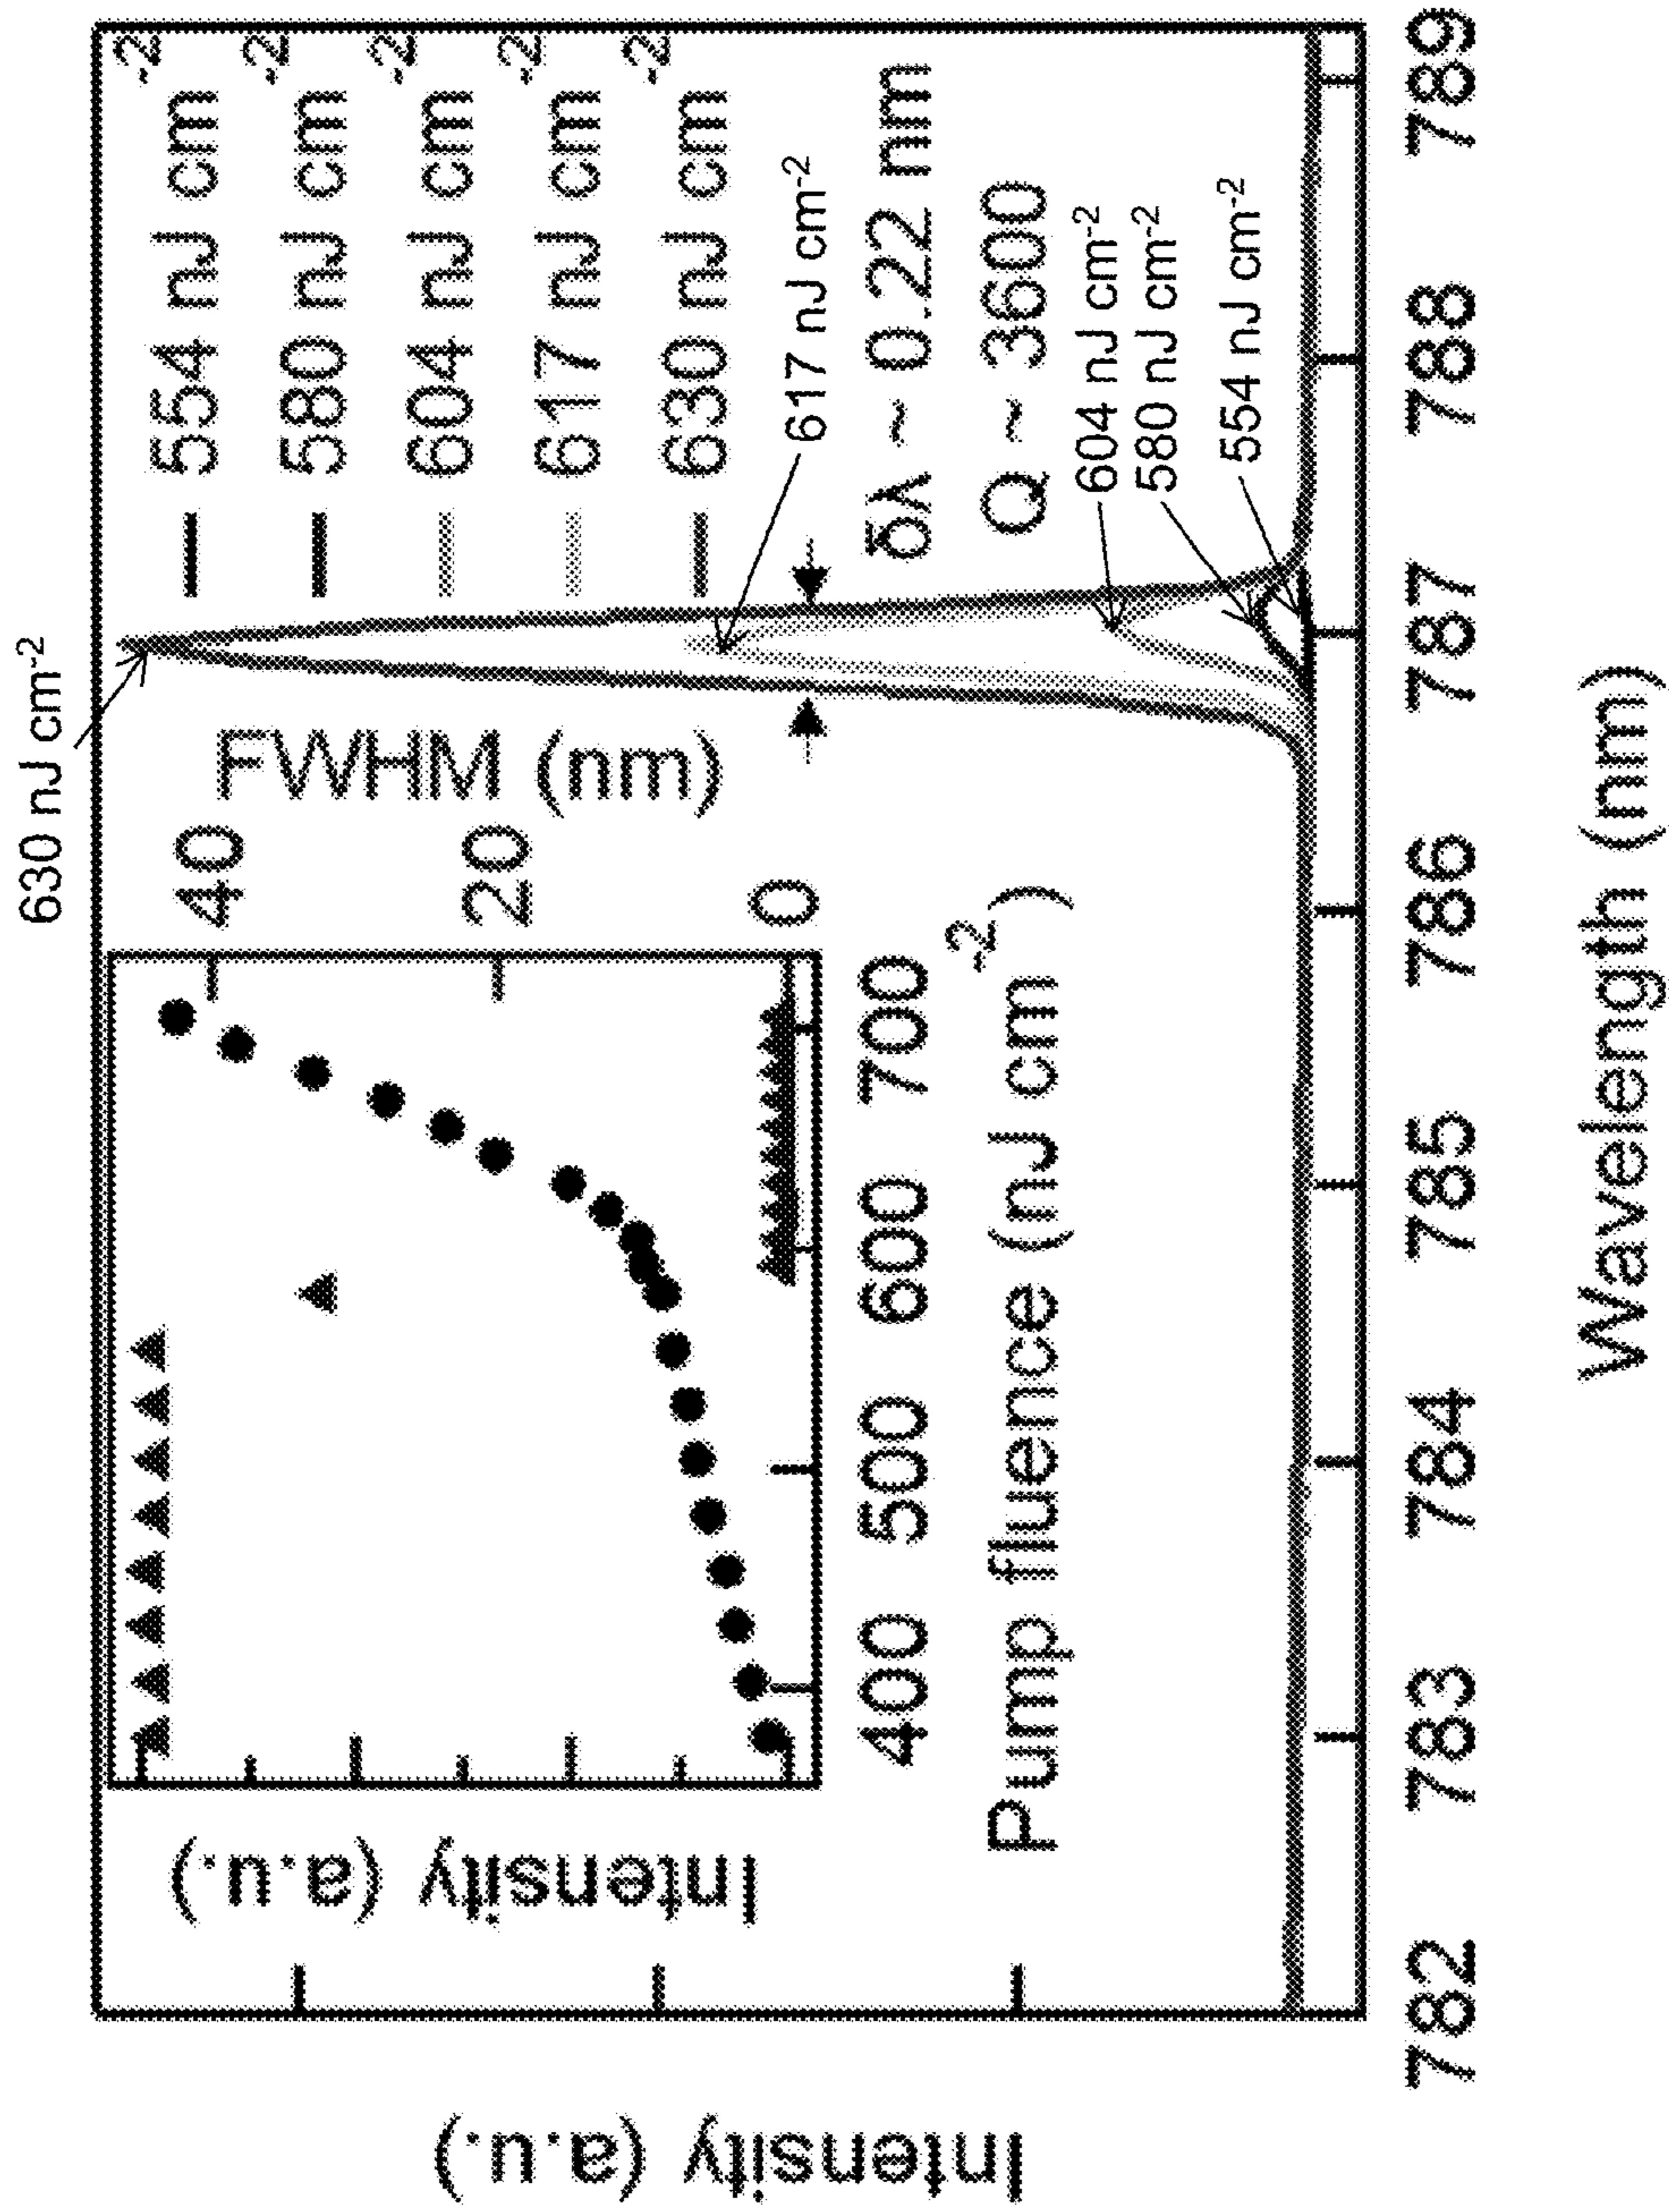 630 nJ cm-2
554 nJ cm-2
580 nJ cm-2
604 nJ cm-2
617 nJ cm-2
630 nJ cm-2
617 nJ cm-2
δλ ~ 0.22 nm
Q ~ 3600
604 nJ cm-2
580 nJ cm-2
554 nJ cm-2
FWHM (nm)
40
20
0
Intensity (a.u.)
400 500 600 700
Pump fluence (nJ cm-2)
Intensity (a.u.)
782 783 784 785 786 787 788 789
Wavelength (nm)